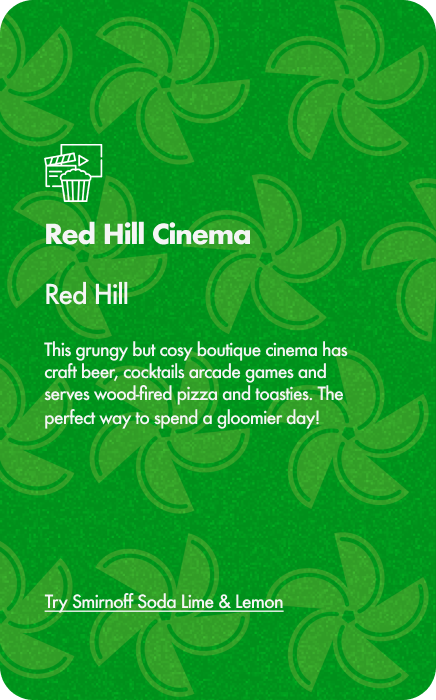 Red Hill Cinema
Red Hill
This grungy but cosy boutique cinema has
craft beer, cocktails arcade games and
serves wood-fired pizza and toasties. The
perfect way to spend a gloomier day!
Try Smirnoff Soda Lime & Lemon